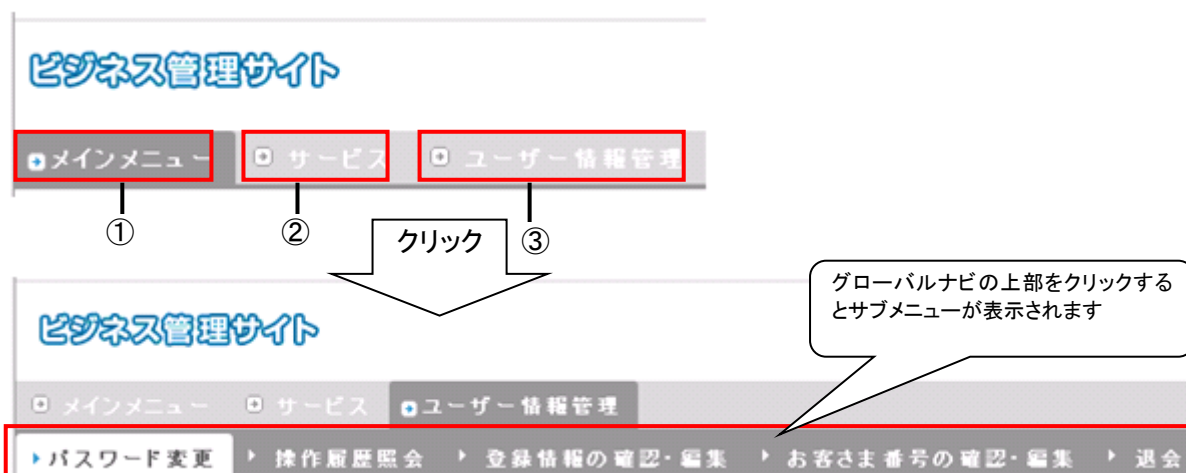 ビジネス管理サイト
メインメニュー サービス ユーザー情報管理
① ② ③
クリック
グローバルナビの上部をクリックする
とサブメニューが表示されます
ビジネス管理サイト
メインメニュー サービス ユーザー情報管理
パスワード変更 操作履歴照会 登録情報の確認・編集 お客さま番号の確認・編集 退会